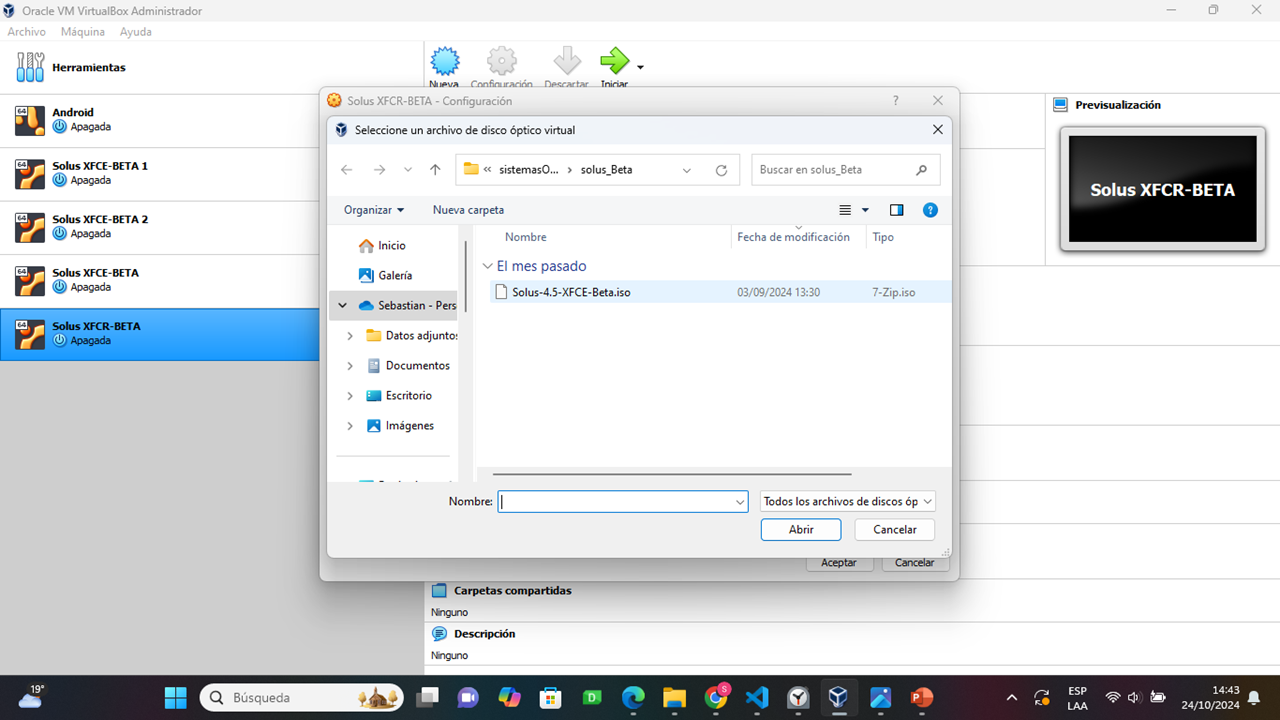 Oracle VM VirtualBox Administrador
Archivo Máquina Ayuda
Herramientas
Nueva Configuración Descartar Iniciar
64 Android
Apagada
64 Solus XFCE-BETA 1
Apagada
64 Solus XFCE-BETA 2
Apagada
64 Solus XFCE-BETA
Apagada
64 Solus XFCR-BETA
Apagada
Previsualización
Solus XFCR-BETA
Solus XFCR-BETA - Configuración ?
Seleccione un archivo de disco óptico virtual
« sistemasO... › solus_Beta
Buscar en solus_Beta
Organizar Nueva carpeta ?
Inicio
Galería
Sebastian - Pers
Datos adjuntos
Documentos
Escritorio
Imágenes
Nombre Fecha de modificación Tipo
El mes pasado
Solus-4.5-XFCE-Beta.iso 03/09/2024 13:30 7-Zip.iso
Nombre: Todos los archivos de discos óp
Abrir Cancelar
Aceptar Cancelar
Carpetas compartidas
Ninguno
Descripción
Ninguno
19°
Búsqueda
D
S
P
ESP
LAA
14:43
24/10/2024